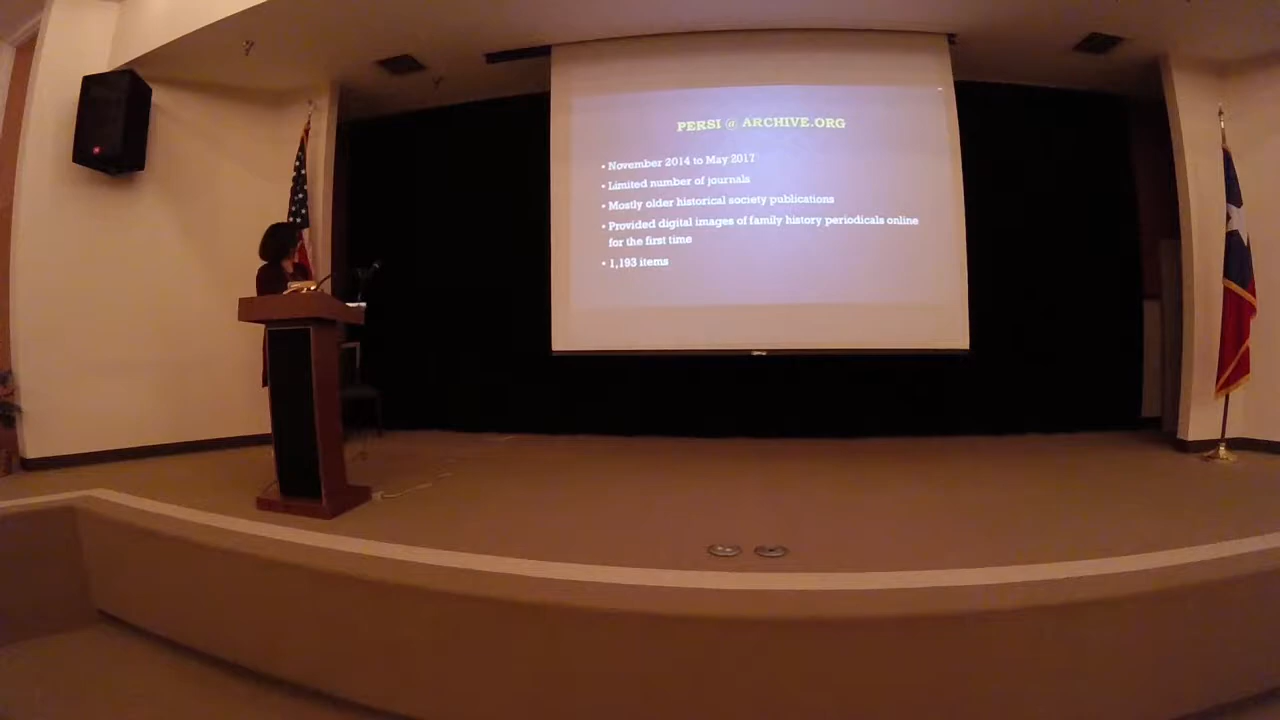 PERSI @ ARCHIVE.ORG
• November 2014 to May 2017
• Limited number of journals
• Mostly older historical society publications
• Provided digital images of family history periodicals online
for the first time
• 1,193 items